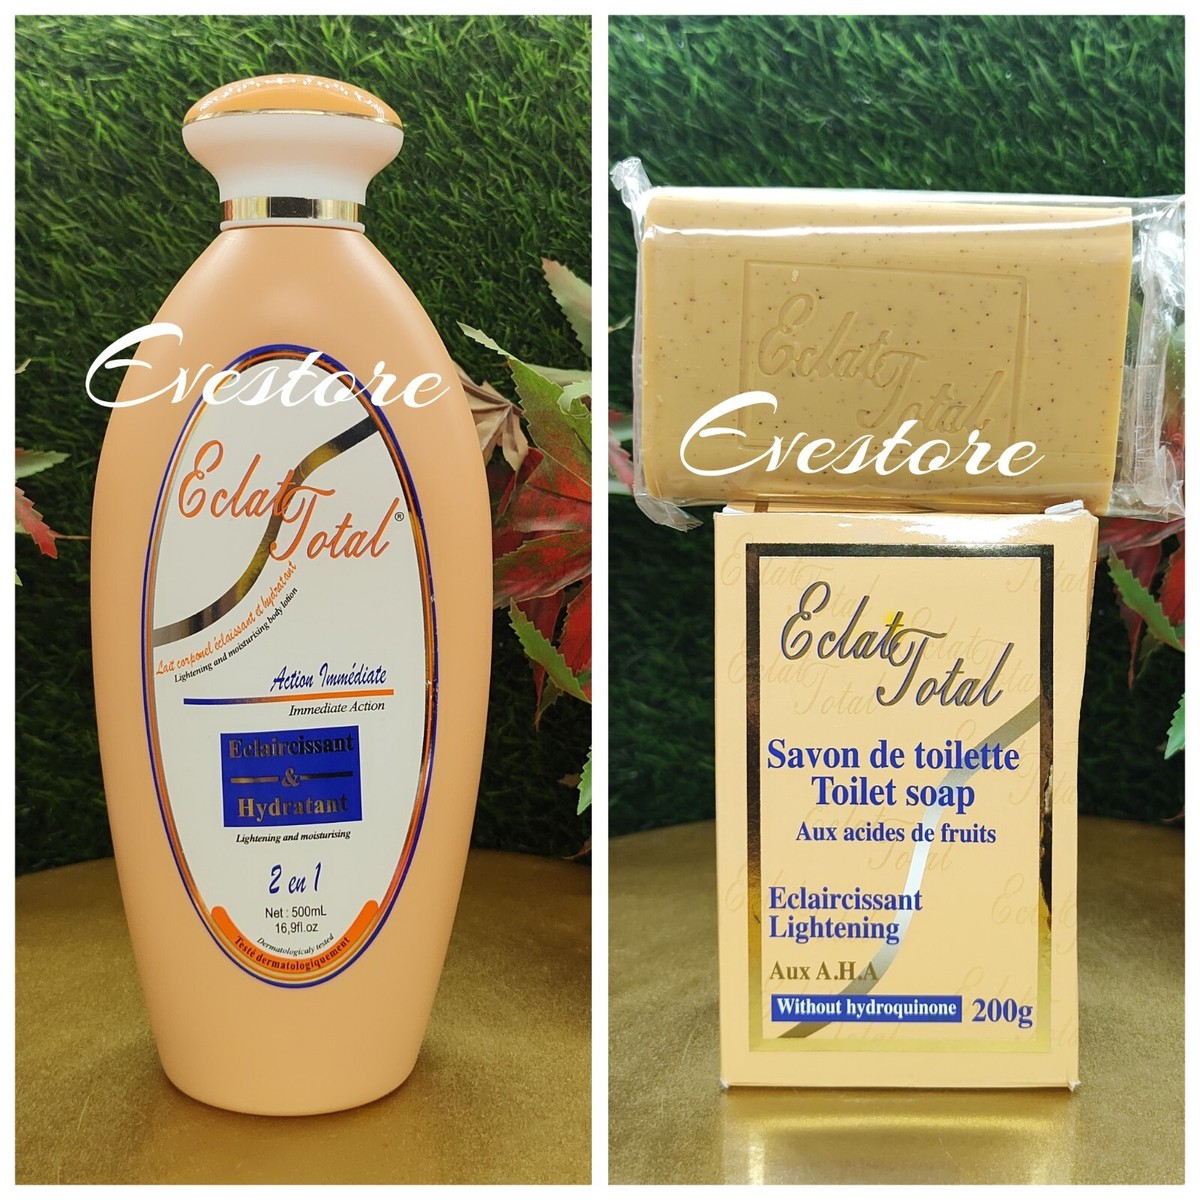 Evestore
Eclat
Total®
Lait corporel éclaissant et hydratant
Lightening and moisturising body lotion
Action Immédiate
Immediate Action
Eclaircissant
&
Hydratant
Lightening and moisturising
2 en 1
Net : 500mL
16,9fl.oz
Dermatologicaly tested
Testé dermatologiquement
Eclat
Total
Evestore
Eclat
Total
Savon de toilette
Toilet soap
Aux acides de fruits
Eclaircissant
Lightening
Aux A.H.A
Without hydroquinone 200g